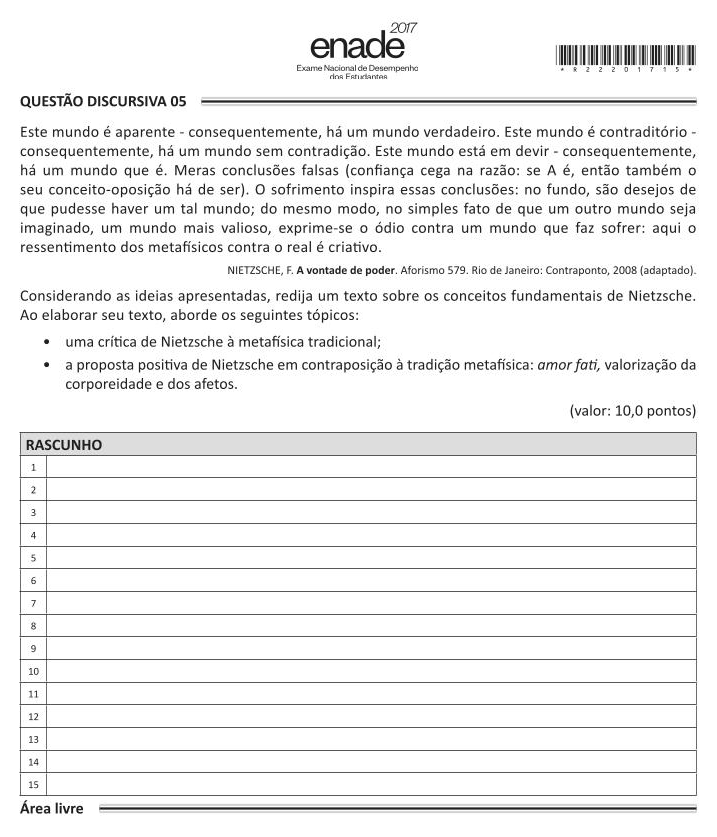 2017
enade
Exame Nacional de Desempenho
dos Estudantes
* R 2 2 2 0 1 7 1 5 *
QUESTÃO DISCURSIVA 05
Este mundo é aparente - consequentemente, há um mundo verdadeiro. Este mundo é contraditório -
consequentemente, há um mundo sem contradição. Este mundo está em devir - consequentemente,
há um mundo que é. Meras conclusões falsas (confiança cega na razão: se A é, então também o
seu conceito-oposição há de ser). O sofrimento inspira essas conclusões: no fundo, são desejos de
que pudesse haver um tal mundo; do mesmo modo, no simples fato de que um outro mundo seja
imaginado, um mundo mais valioso, exprime-se o ódio contra um mundo que faz sofrer: aqui o
ressentimento dos metafísicos contra o real é criativo.
NIETZSCHE, F. A vontade de poder. Aforismo 579. Rio de Janeiro: Contraponto, 2008 (adaptado).
Considerando as ideias apresentadas, redija um texto sobre os conceitos fundamentais de Nietzsche.
Ao elaborar seu texto, aborde os seguintes tópicos:
• uma crítica de Nietzsche à metafísica tradicional;
• a proposta positiva de Nietzsche em contraposição à tradição metafísica: amor fati, valorização da
corporeidade e dos afetos.
(valor: 10,0 pontos)
RASCUNHO
1
2
3
4
5
6
7
8
9
10
11
12
13
14
15
Área livre